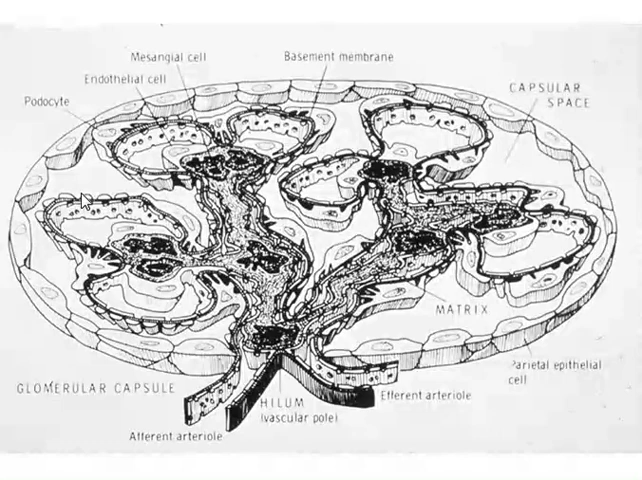 Mesangial cell
Basement membrane
Endothelial cell
Podocyte
CAPSULAR
SPACE
MATRIX
Parietal epithelial
cell
GLOMERULAR CAPSULE
HILUM
(vascular pole)
Efferent arteriole
Afferent arteriole